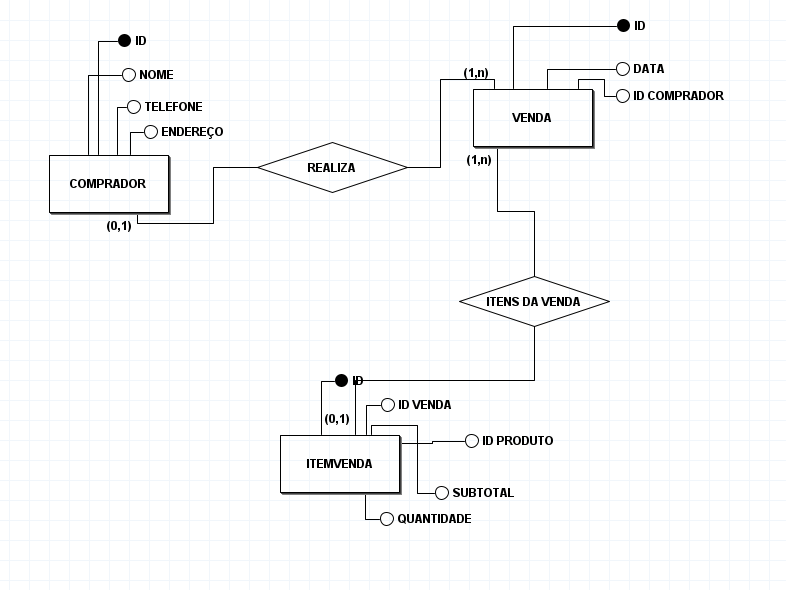 ID
ID
NOME
DATA
(1,n)
ID COMPRADOR
TELEFONE
VENDA
ENDEREÇO
(1,n)
REALIZA
COMPRADOR
(0,1)
ITENS DA VENDA
ID
ID VENDA
(0,1)
ID PRODUTO
ITEMVENDA
SUBTOTAL
QUANTIDADE